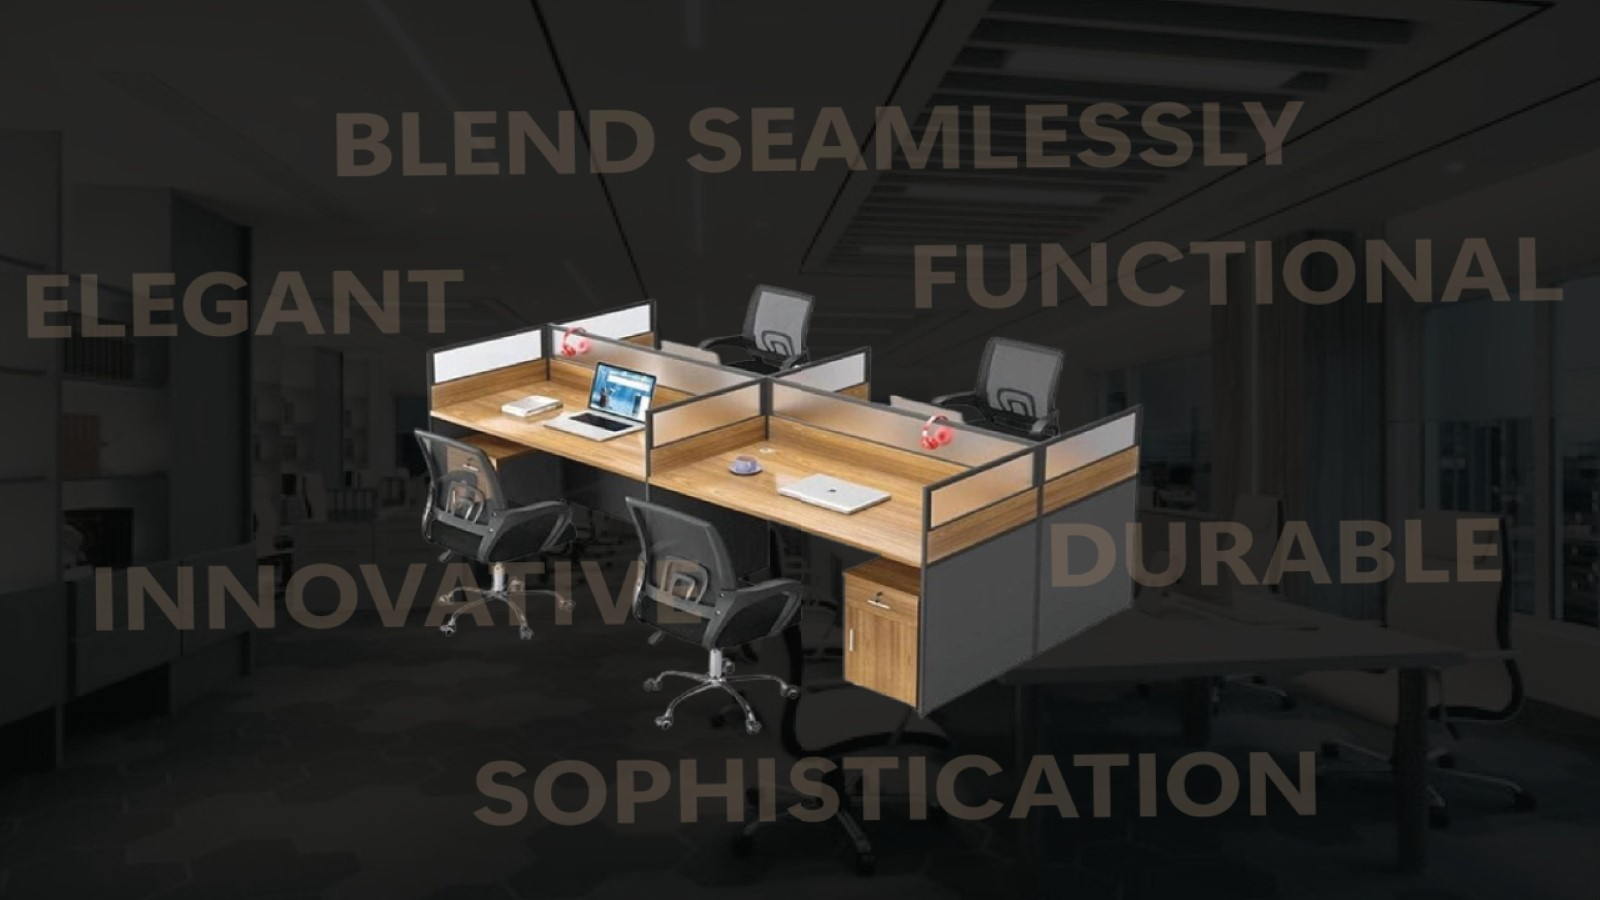 BLEND SEAMLESSLY
ELEGANT
FUNCTIONAL
INNOVATIVE
DURABLE
SOPHISTICATION